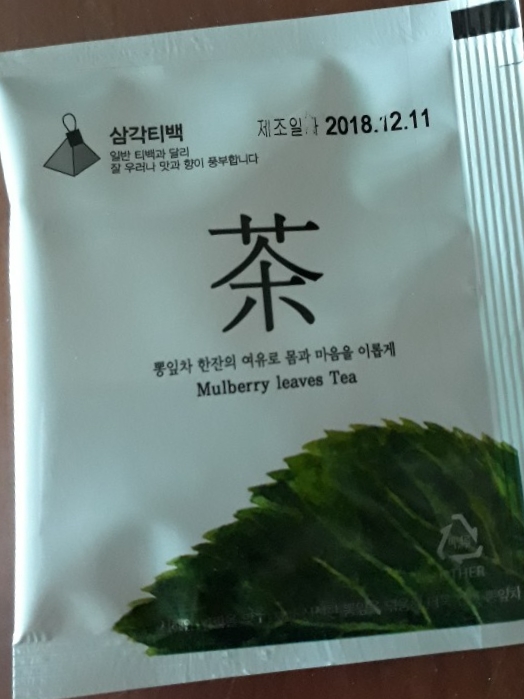 삼각티백
일반 티백과 달리
잘 우러나 맛과 향이 풍부합니다
제조일자 2018.12.11
茶
뽕잎차 한잔의 여유로 몸과 마음을 이롭게
Mulberry leaves Tea
OTHER